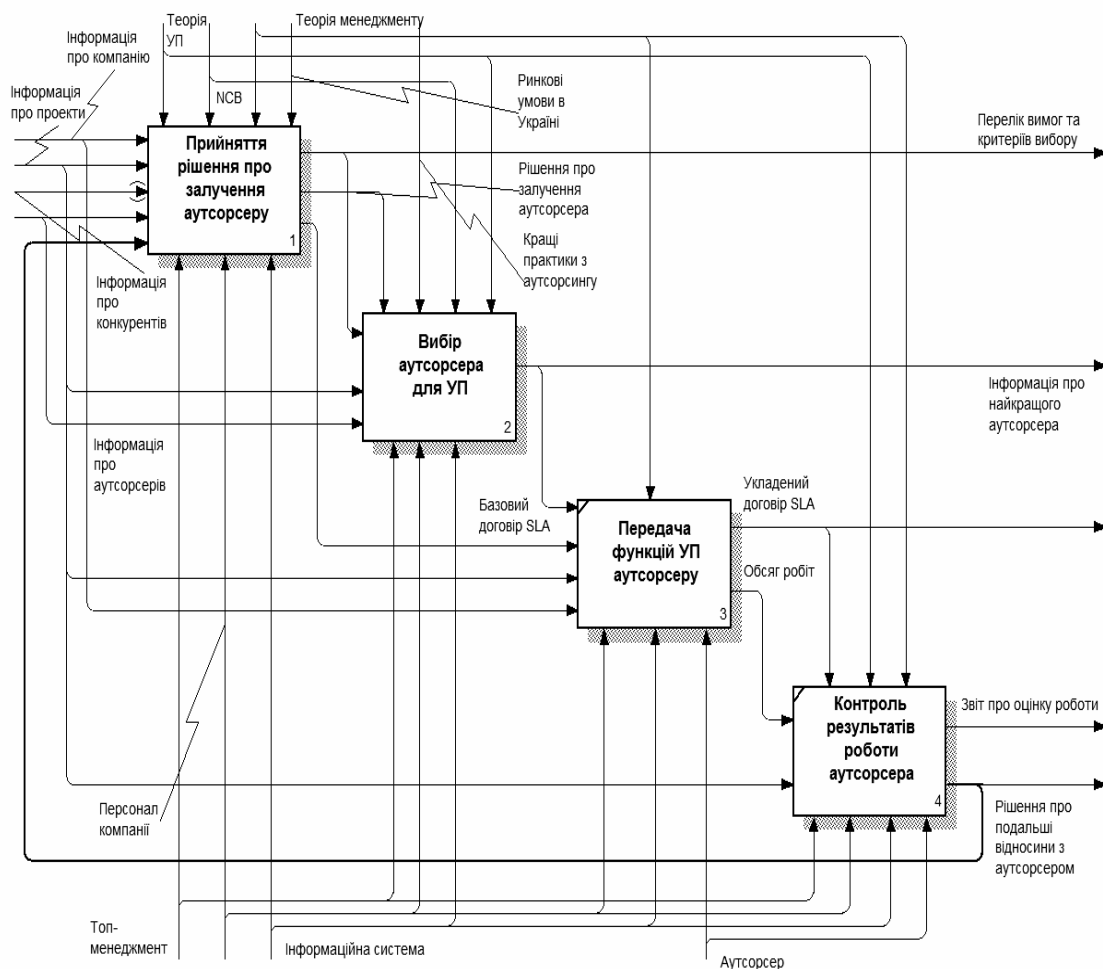 Теорія
УП
Теорія менеджменту
Інформація
про компанію
Інформація
про проекти
NCB
Ринкові
умови в
Україні
Перелік вимог та
критеріїв вибору
Прийняття
рішення про
залучення
аутсорсеру
1
Рішення про
залучення
аутсорсера
Кращі
практики з
аутсорсингу
Інформація
про
конкурентів
Вибір
аутсорсера
для УП
2
Інформація про
найкращого
аутсорсера
Інформація
про
аутсорсерів
Базовий
договір SLA
Передача
функцій УП
аутсорсеру
3
Укладений
договір SLA
Обсяг робіт
Контроль
результатів
роботи
аутсорсера
4
Звіт про оцінку роботи
Рішення про
подальші
відносини з
аутсорсером
Персонал
компанії
Топ-
менеджмент
Інформаційна система
Аутсорсер